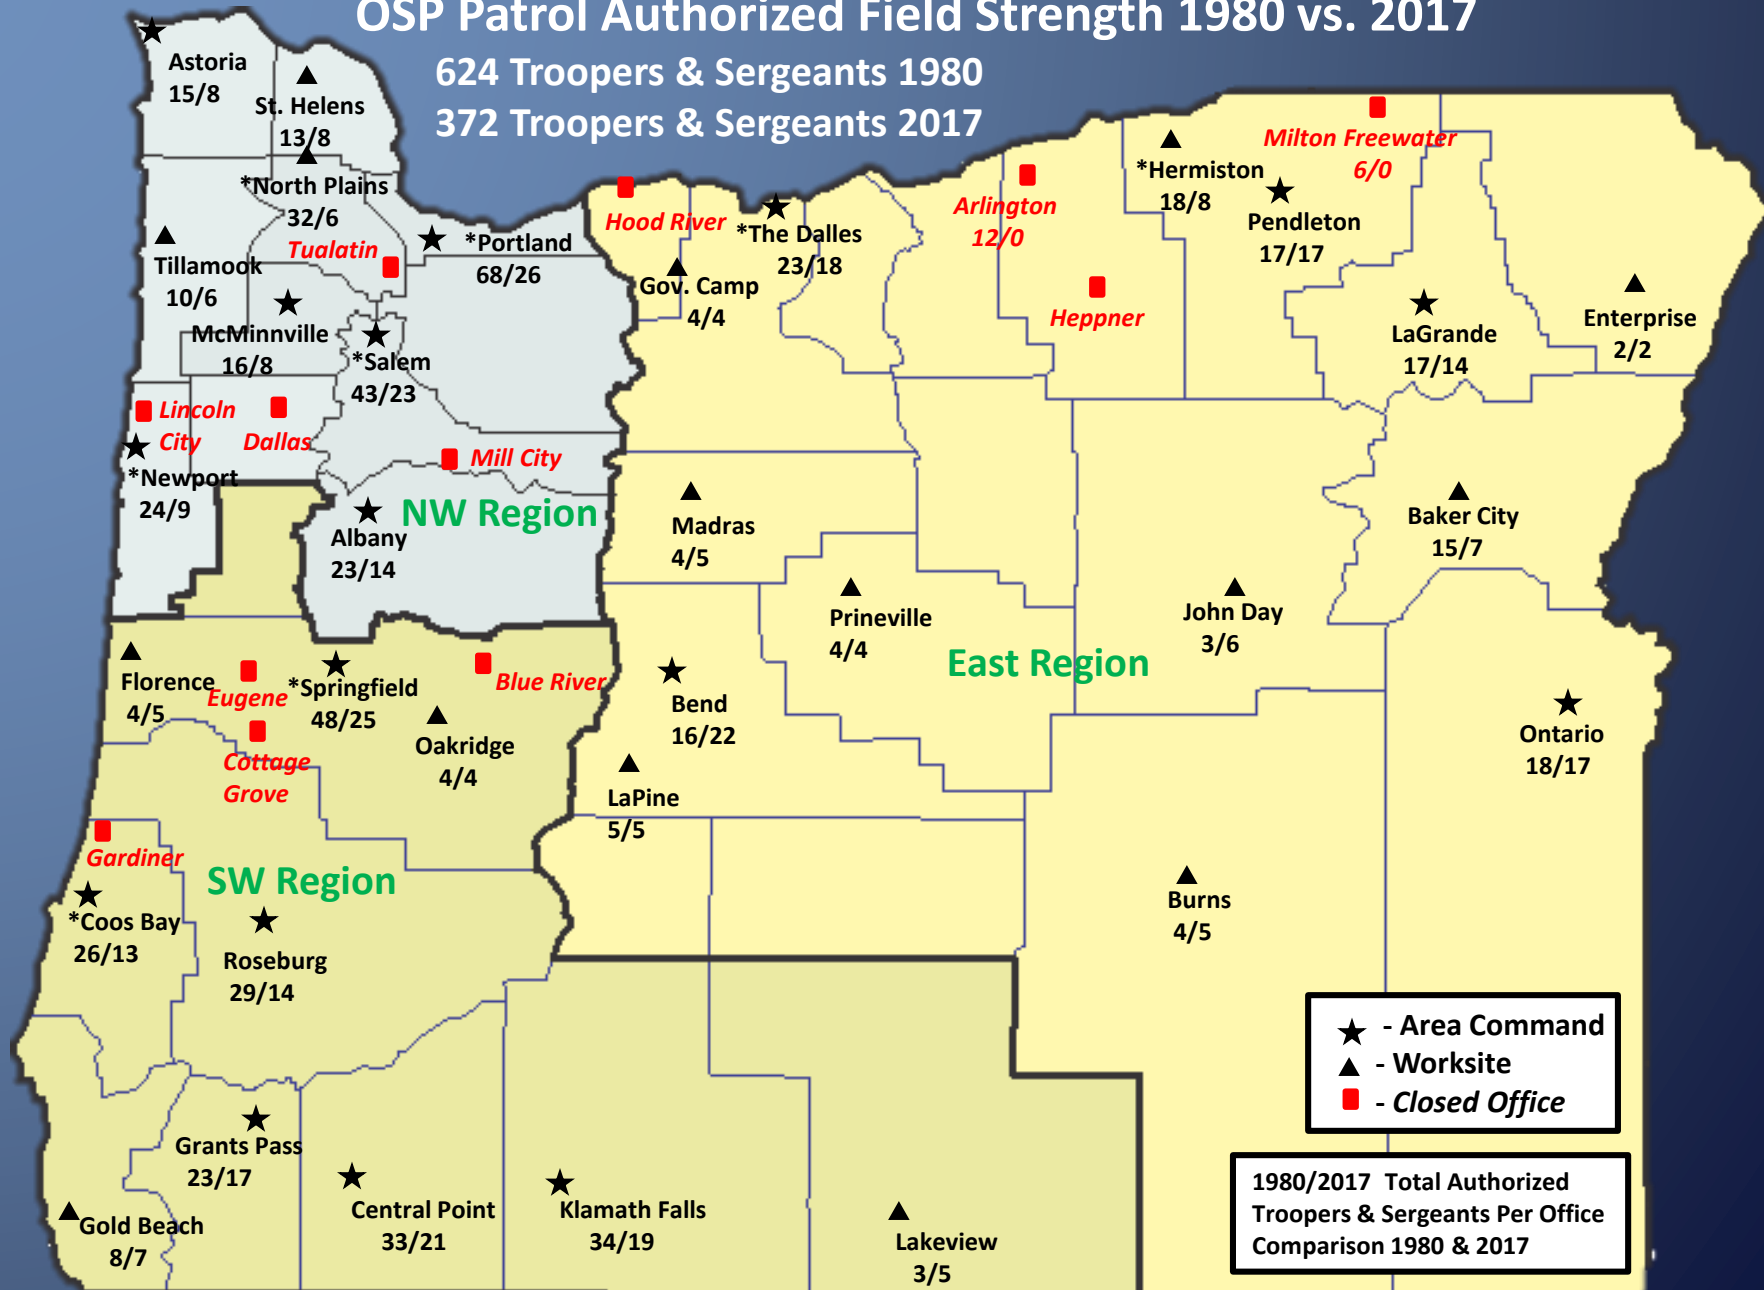 OSP Patrol Authorized Field Strength 1980 vs. 2017
624 Troopers & Sergeants 1980
372 Troopers & Sergeants 2017
Astoria
15/8
St. Helens
13/8
*North Plains
32/6
Tualatin
*Portland
68/26
Tillamook
10/6
McMinnville
16/8
*Salem
43/23
Lincoln
City
Dallas
Mill City
*Newport
24/9
Albany
23/14
NW Region
Hood River
*The Dalles
23/18
Gov. Camp
4/4
Arlington
12/0
Heppner
*Hermiston
18/8
Pendleton
17/17
Milton Freewater
6/0
LaGrande
17/14
Enterprise
2/2
Madras
4/5
Prineville
4/4
Baker City
15/7
John Day
3/6
East Region
Bend
16/22
LaPine
5/5
Ontario
18/17
Burns
4/5
Florence
4/5
Eugene
*Springfield
48/25
Blue River
Oakridge
4/4
Cottage
Grove
Gardiner
SW Region
*Coos Bay
26/13
Roseburg
29/14
Grants Pass
23/17
Gold Beach
8/7
Central Point
33/21
Klamath Falls
34/19
Lakeview
3/5
- Area Command
- Worksite
- Closed Office
1980/2017 Total Authorized
Troopers & Sergeants Per Office
Comparison 1980 & 2017